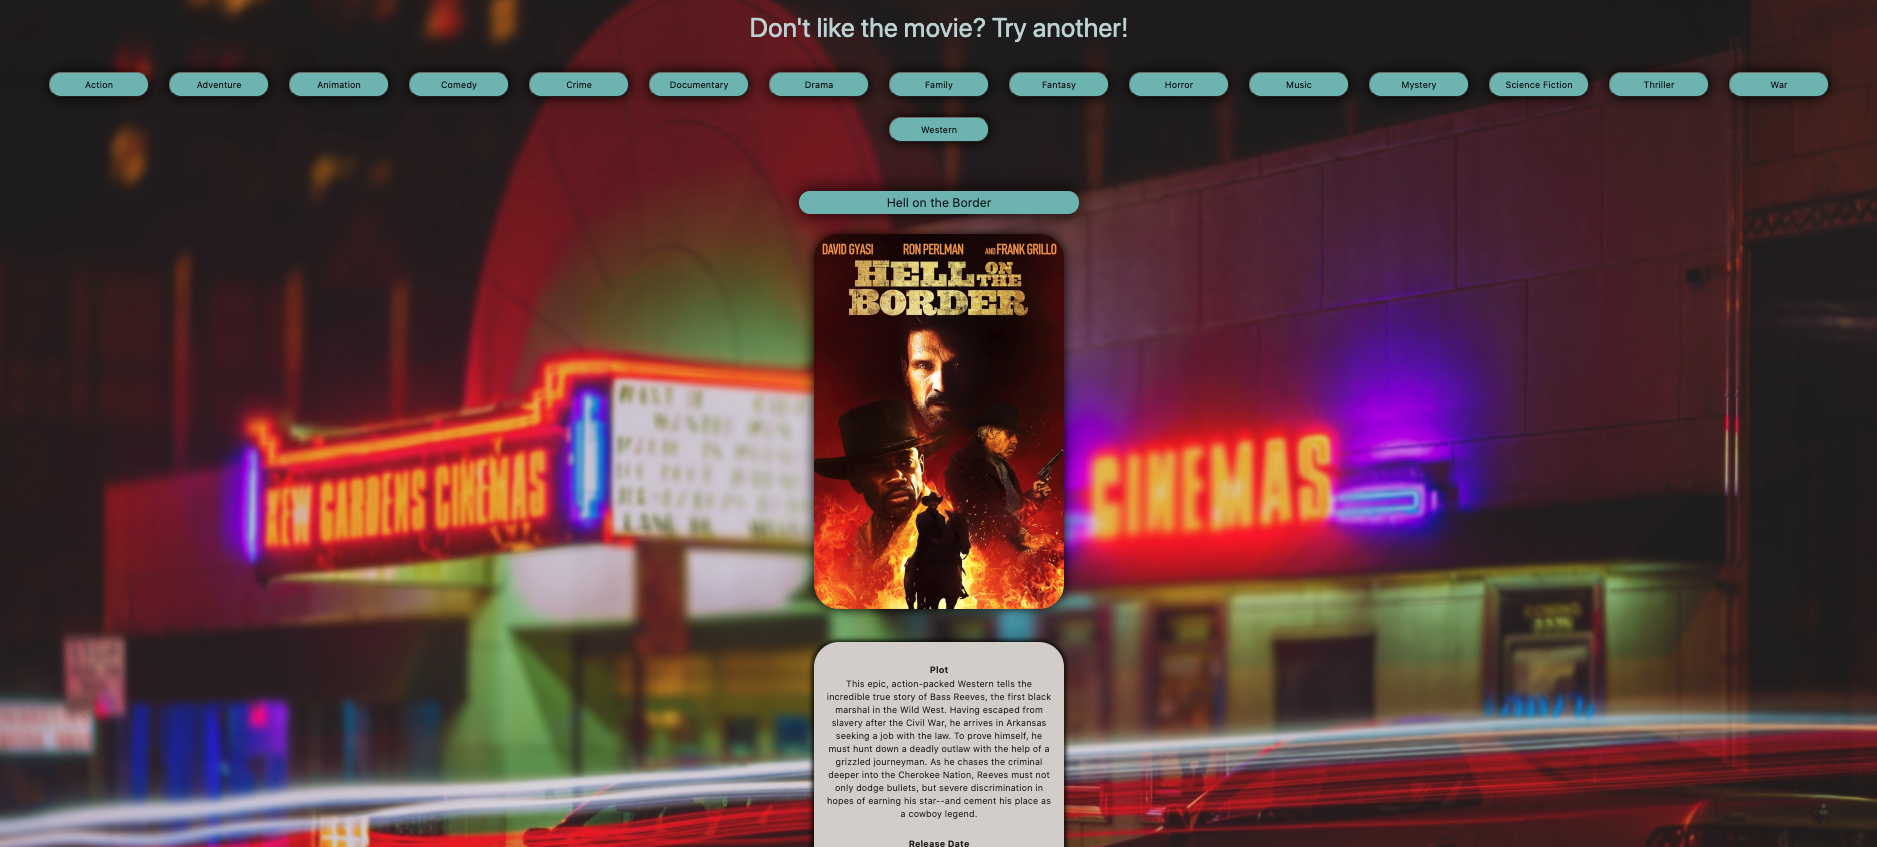 Don't like the movie? Try another!
Action Adventure Animation Comedy Crime Documentary Drama Family Fantasy Horror Music Mystery Science Fiction Thriller War
Western
Hell on the Border
DAVID GYASI RON PERLMAN AND FRANK GRILLO
HELL ON THE
BORDER
KEW GARDENS CINEMAS
CINEMAS
Plot
This epic, action-packed Western tells the
incredible true story of Bass Reeves, the first black
marshal in the Wild West. Having escaped from
slavery after the Civil War, he arrives in Arkansas
seeking a job with the law. To prove himself, he
must hunt down a deadly outlaw with the help of a
grizzled journeyman. As he chases the criminal
deeper into the Cherokee Nation, Reeves must not
only dodge bullets, but severe discrimination in
hopes of earning his star--and cement his place as
a cowboy legend.
Release Date